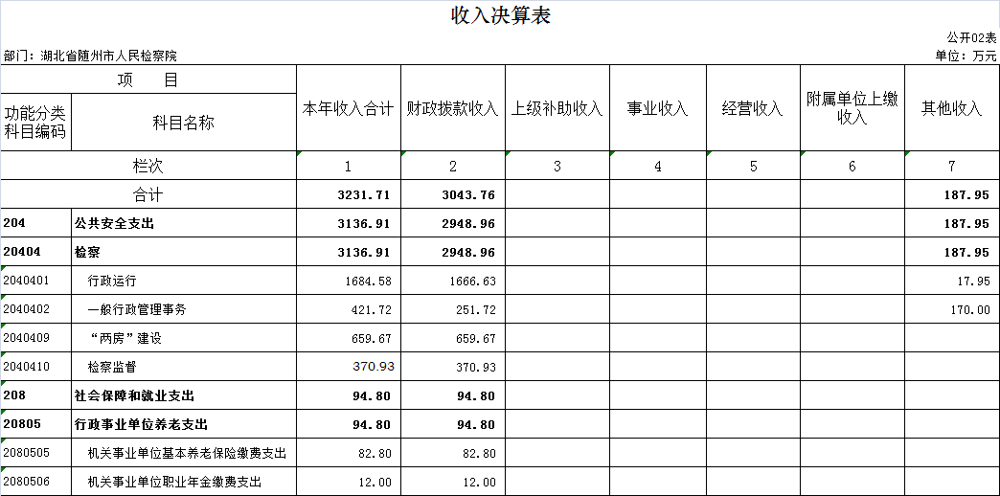 收入决算表
公开02表
部门：湖北省随州市人民检察院 单位：万元
项 目 本年收入合计 财政拨款收入 上级补助收入 事业收入 经营收入 附属单位上缴收入 其他收入
功能分类科目编码 科目名称
栏次 1 2 3 4 5 6 7
合计 3231.71 3043.76 187.95
204 公共安全支出 3136.91 2948.96 187.95
20404 检察 3136.91 2948.96 187.95
2040401 行政运行 1684.58 1666.63 17.95
2040402 一般行政管理事务 421.72 251.72 170.00
2040409 “两房”建设 659.67 659.67
2040410 检察监督 370.93 370.93
208 社会保障和就业支出 94.80 94.80
20805 行政事业单位养老支出 94.80 94.80
2080505 机关事业单位基本养老保险缴费支出 82.80 82.80
2080506 机关事业单位职业年金缴费支出 12.00 12.00